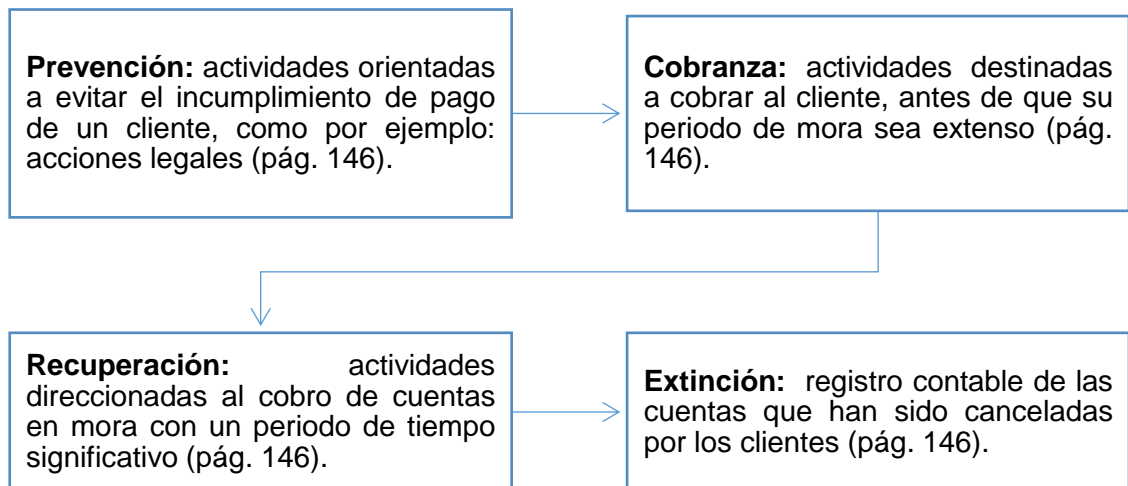 Prevención: actividades orientadas
a evitar el incumplimiento de pago
de un cliente, como por ejemplo:
acciones legales (pág. 146).
Cobranza: actividades destinadas
a cobrar al cliente, antes de que su
periodo de mora sea extenso (pág.
146).
Recuperación: actividades
direccionadas al cobro de cuentas
en mora con un periodo de tiempo
significativo (pág. 146).
Extinción: registro contable de las
cuentas que han sido canceladas
por los clientes (pág. 146).